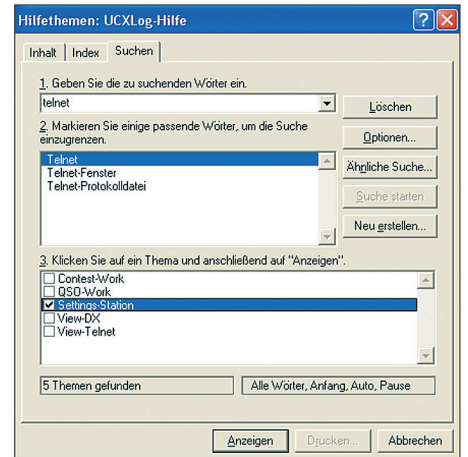 Hilfethemen: UCXLog-Hilfe
Inhalt Index Suchen
1. Geben Sie die zu suchenden Wörter ein.
telnet
Löschen
2. Markieren Sie einige passende Wörter, um die Suche
einzugrenzen.
Optionen...
Telnet
Telnet-Fenster
Telnet-Protokolldatei
Ähnliche Suche...
Suche starten
Neu erstellen...
3. Klicken Sie auf ein Thema und anschließend auf "Anzeigen".
Contest-Work
QSO-Work
Settings-Station
View-DX
View-Telnet
5 Themen gefunden
Alle Wörter, Anfang, Auto, Pause
Anzeigen Drucken... Abbrechen